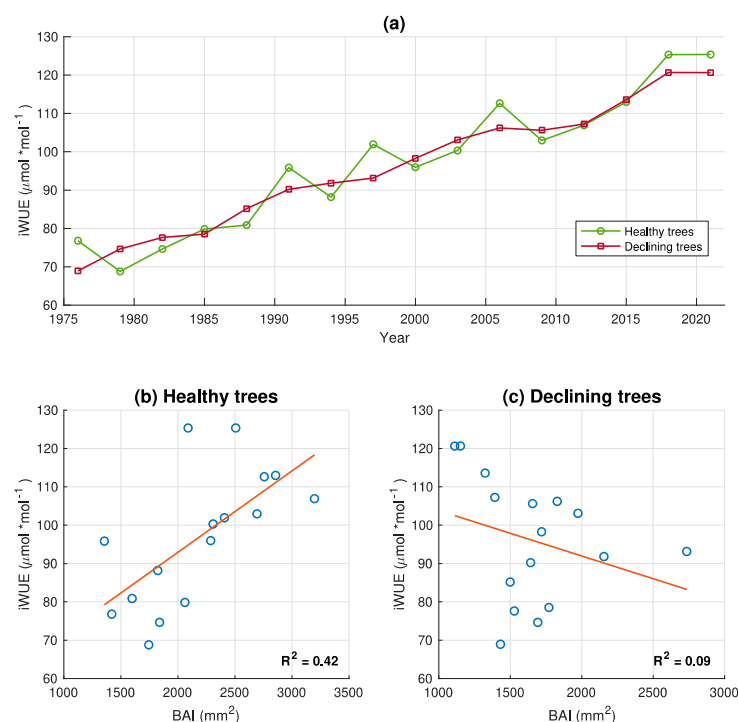 (a)
130
120
110
100
90
80
70
60
iWUE (μmol *mol⁻¹)
Healthy trees
Declining trees
1975 1980 1985 1990 1995 2000 2005 2010 2015 2020
Year
(b) Healthy trees
130
120
110
100
90
80
70
60
iWUE (μmol *mol⁻¹)
R² = 0.42
1000 1500 2000 2500 3000 3500
BAI (mm²)
(c) Declining trees
130
120
110
100
90
80
70
60
iWUE (μmol *mol⁻¹)
R² = 0.09
1000 1500 2000 2500 3000
BAI (mm²)